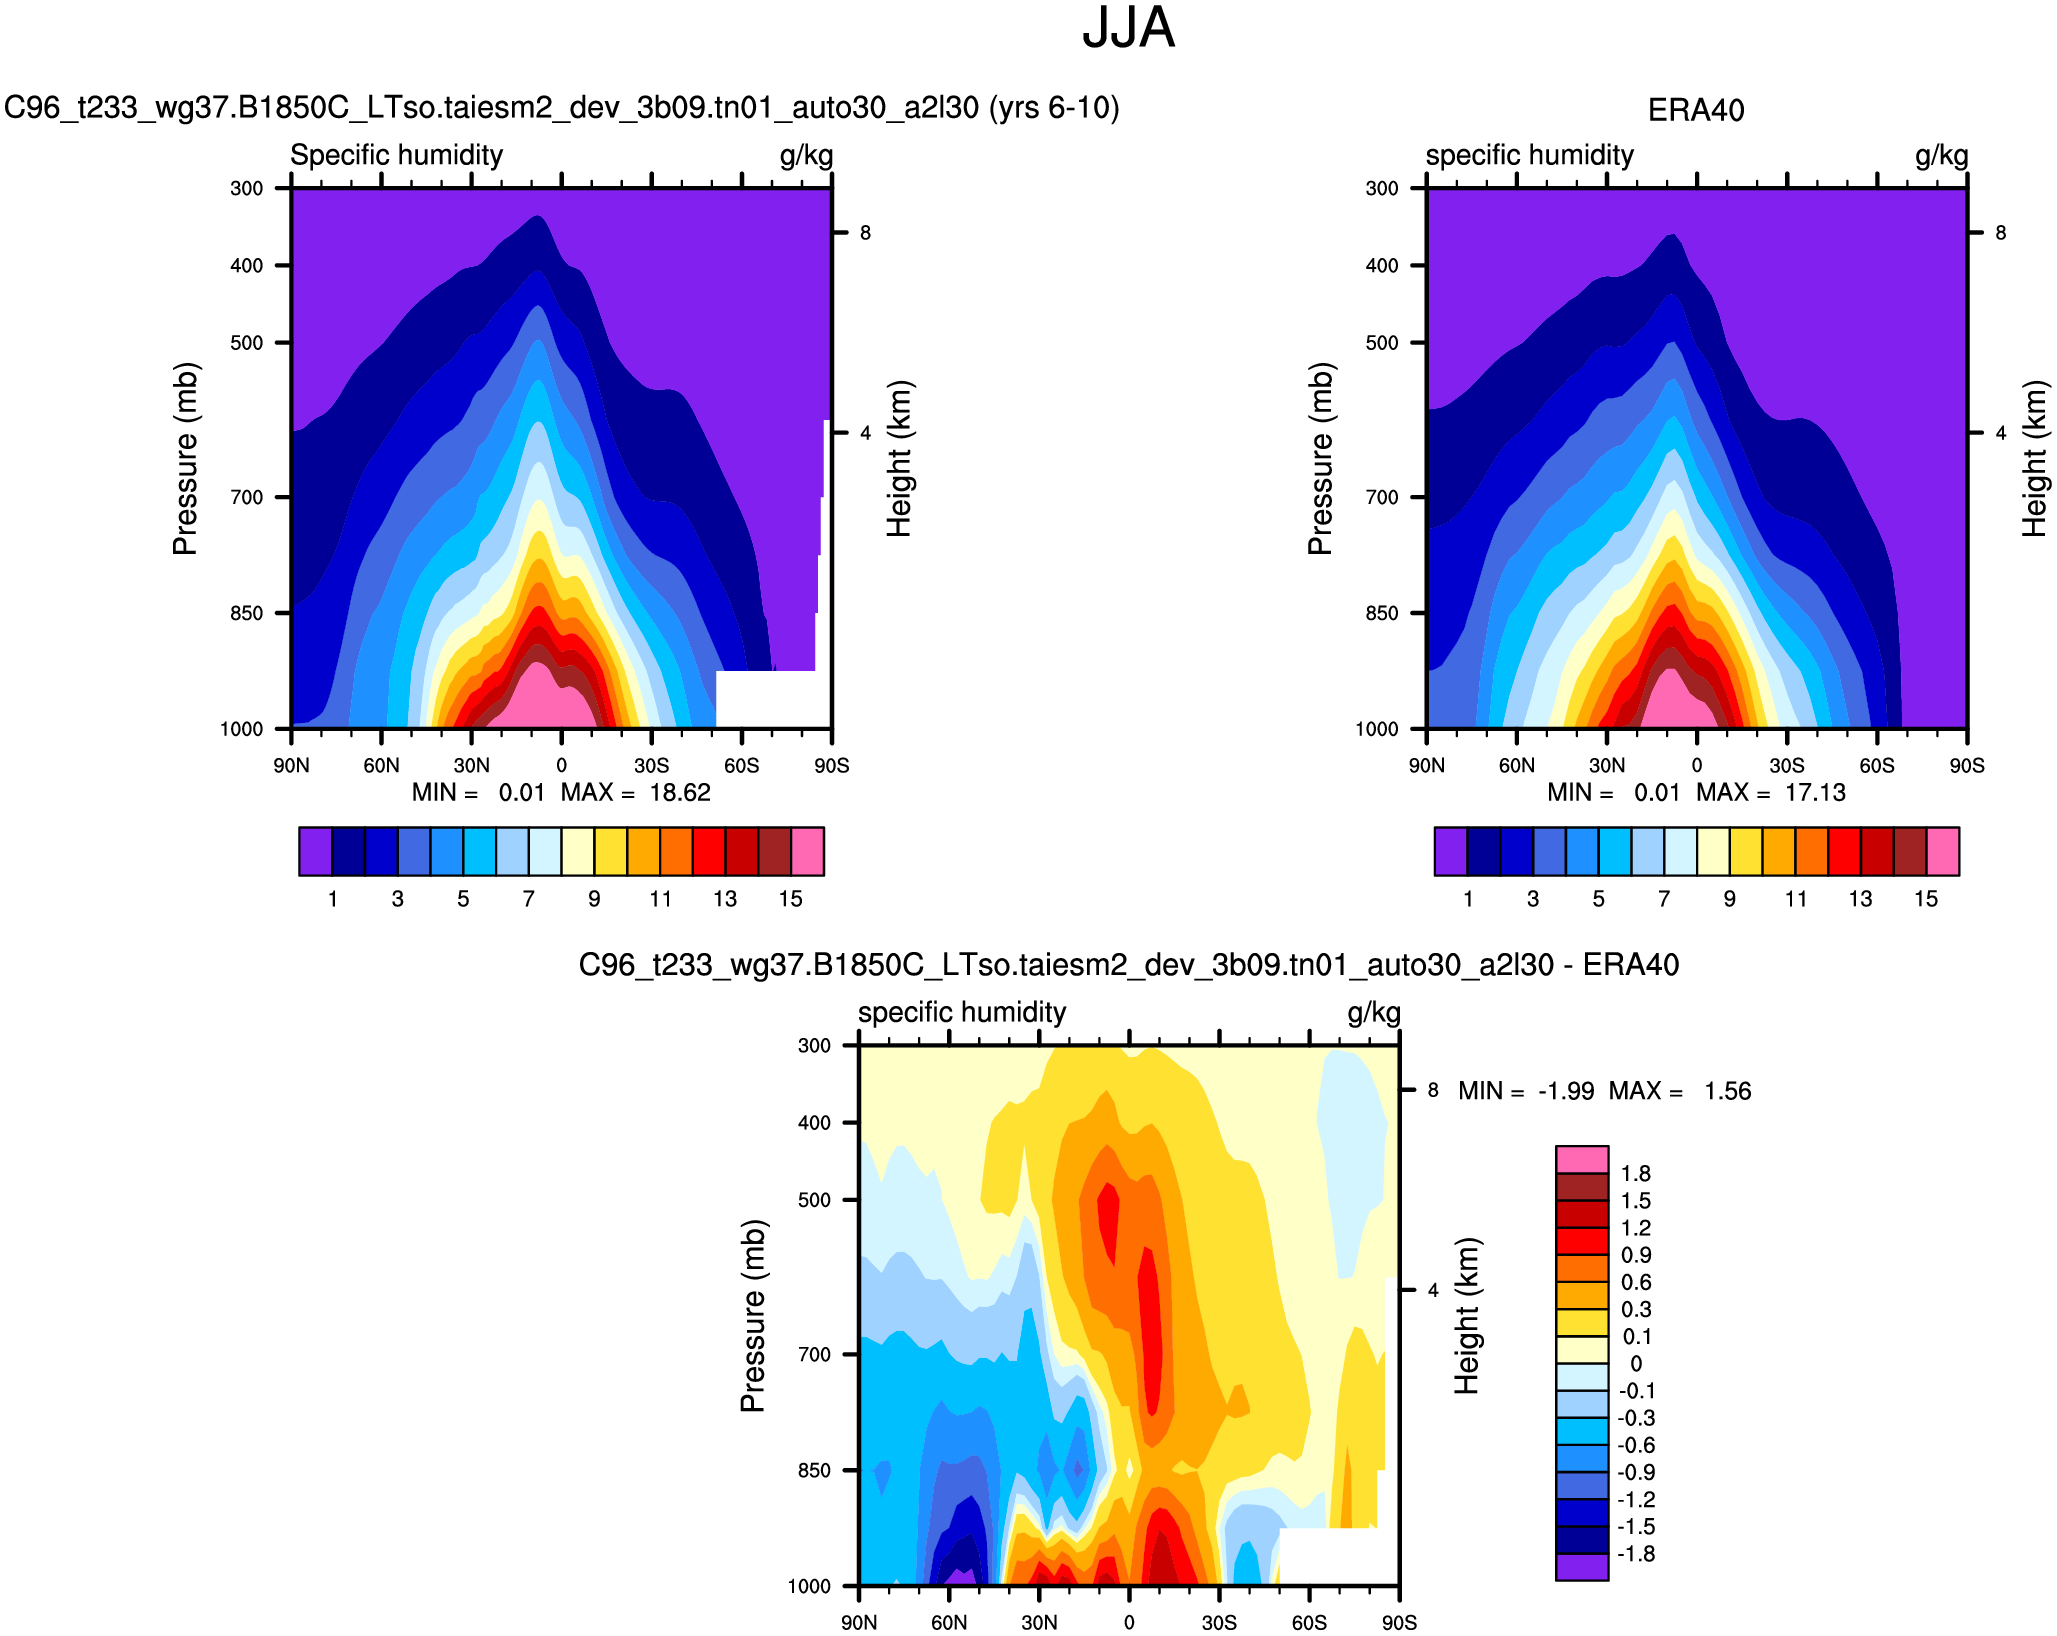 JJA
C96_t233_wg37.B1850C_LTso.taiesm2_dev_3b09.tn01_auto30_a2l30 (yrs 6-10)
Specific humidity g/kg
300
400
500
700
850
1000
Pressure (mb)
8
4
Height (km)
90N 60N 30N 0 30S 60S 90S
MIN = 0.01 MAX = 18.62
1 3 5 7 9 11 13 15
ERA40
specific humidity g/kg
300
400
500
700
850
1000
Pressure (mb)
8
4
Height (km)
90N 60N 30N 0 30S 60S 90S
MIN = 0.01 MAX = 17.13
1 3 5 7 9 11 13 15
C96_t233_wg37.B1850C_LTso.taiesm2_dev_3b09.tn01_auto30_a2l30 - ERA40
specific humidity g/kg
300
400
500
700
850
1000
Pressure (mb)
8
4
Height (km)
90N 60N 30N 0 30S 60S 90S
MIN = -1.99 MAX = 1.56
1.8
1.5
1.2
0.9
0.6
0.3
0.1
0
-0.1
-0.3
-0.6
-0.9
-1.2
-1.5
-1.8